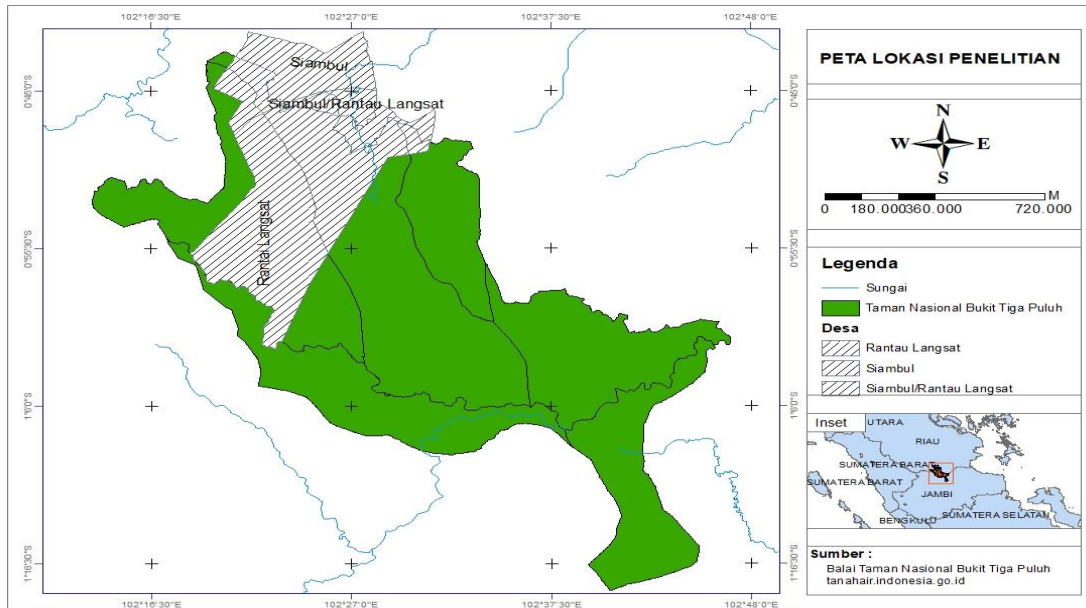 102°16'30"E 102°27'0"E 102°37'30"E 102°48'0"E
0°45'0"S 0°45'0"S
0°55'30"S 0°55'30"S
1°6'0"S 1°6'0"S
1°16'30"S 1°16'30"S
102°16'30"E 102°27'0"E 102°37'30"E 102°48'0"E
Siambul
Siambul/Rantau Langsat
Rantai Langsat
PETA LOKASI PENELITIAN
N
W E
S
M
0 180.000 360.000 720.000
Legenda
Sungai
Taman Nasional Bukit Tiga Puluh
Desa
Rantau Langsat
Siambul
Siambul/Rantau Langsat
Inset
UTARA
RIAU
SUMATERA BARAT
SUMATERA BARAT
JAMBI
SUMATERA SELATAN
BENGKULU
Sumber :
Balai Taman Nasional Bukit Tiga Puluh
tanahair.indonesia.go.id